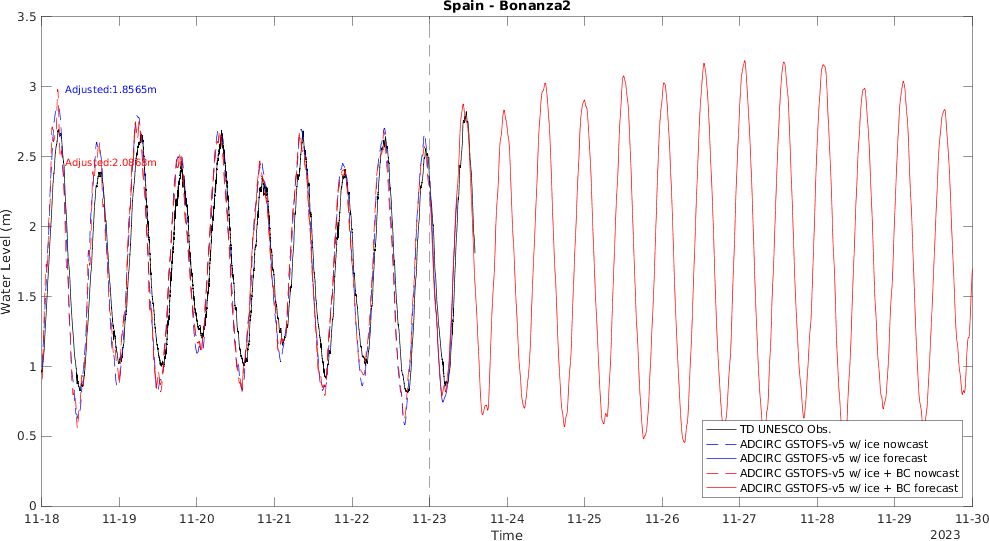 Spain - Bonanza2
3.5
3
2.5
2
1.5
1
0.5
0
Water Level (m)
Adjusted:1.8565m
Adjusted:2.0868m
TD UNESCO Obs.
ADCIRC GSTOFS-v5 w/ ice nowcast
ADCIRC GSTOFS-v5 w/ ice forecast
ADCIRC GSTOFS-v5 w/ ice + BC nowcast
ADCIRC GSTOFS-v5 w/ ice + BC forecast
11-18 11-19 11-20 11-21 11-22 11-23 11-24 11-25 11-26 11-27 11-28 11-29 11-30
Time
2023